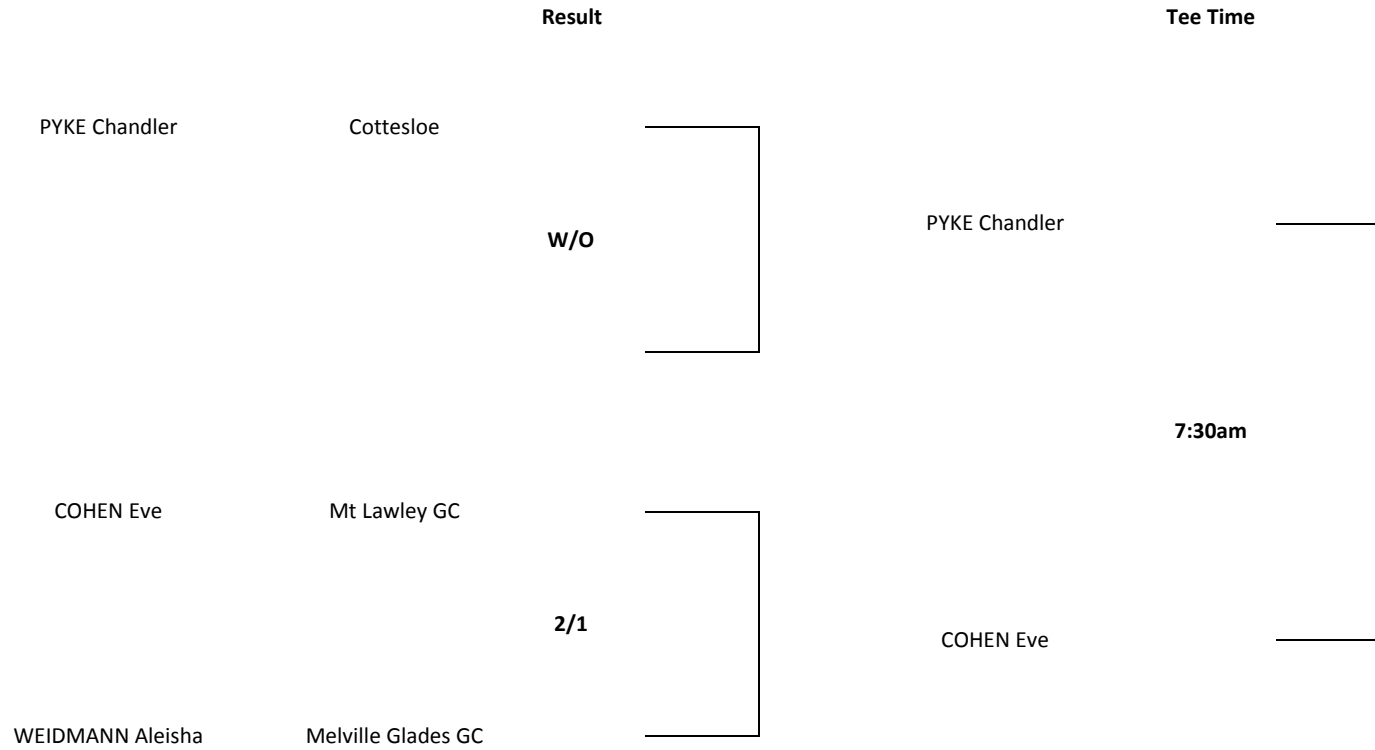 Result Tee Time
PYKE Chandler Cottesloe
PYKE Chandler
W/O
7:30am
COHEN Eve Mt Lawley GC
2/1
COHEN Eve
WEIDMANN Aleisha Melville Glades GC